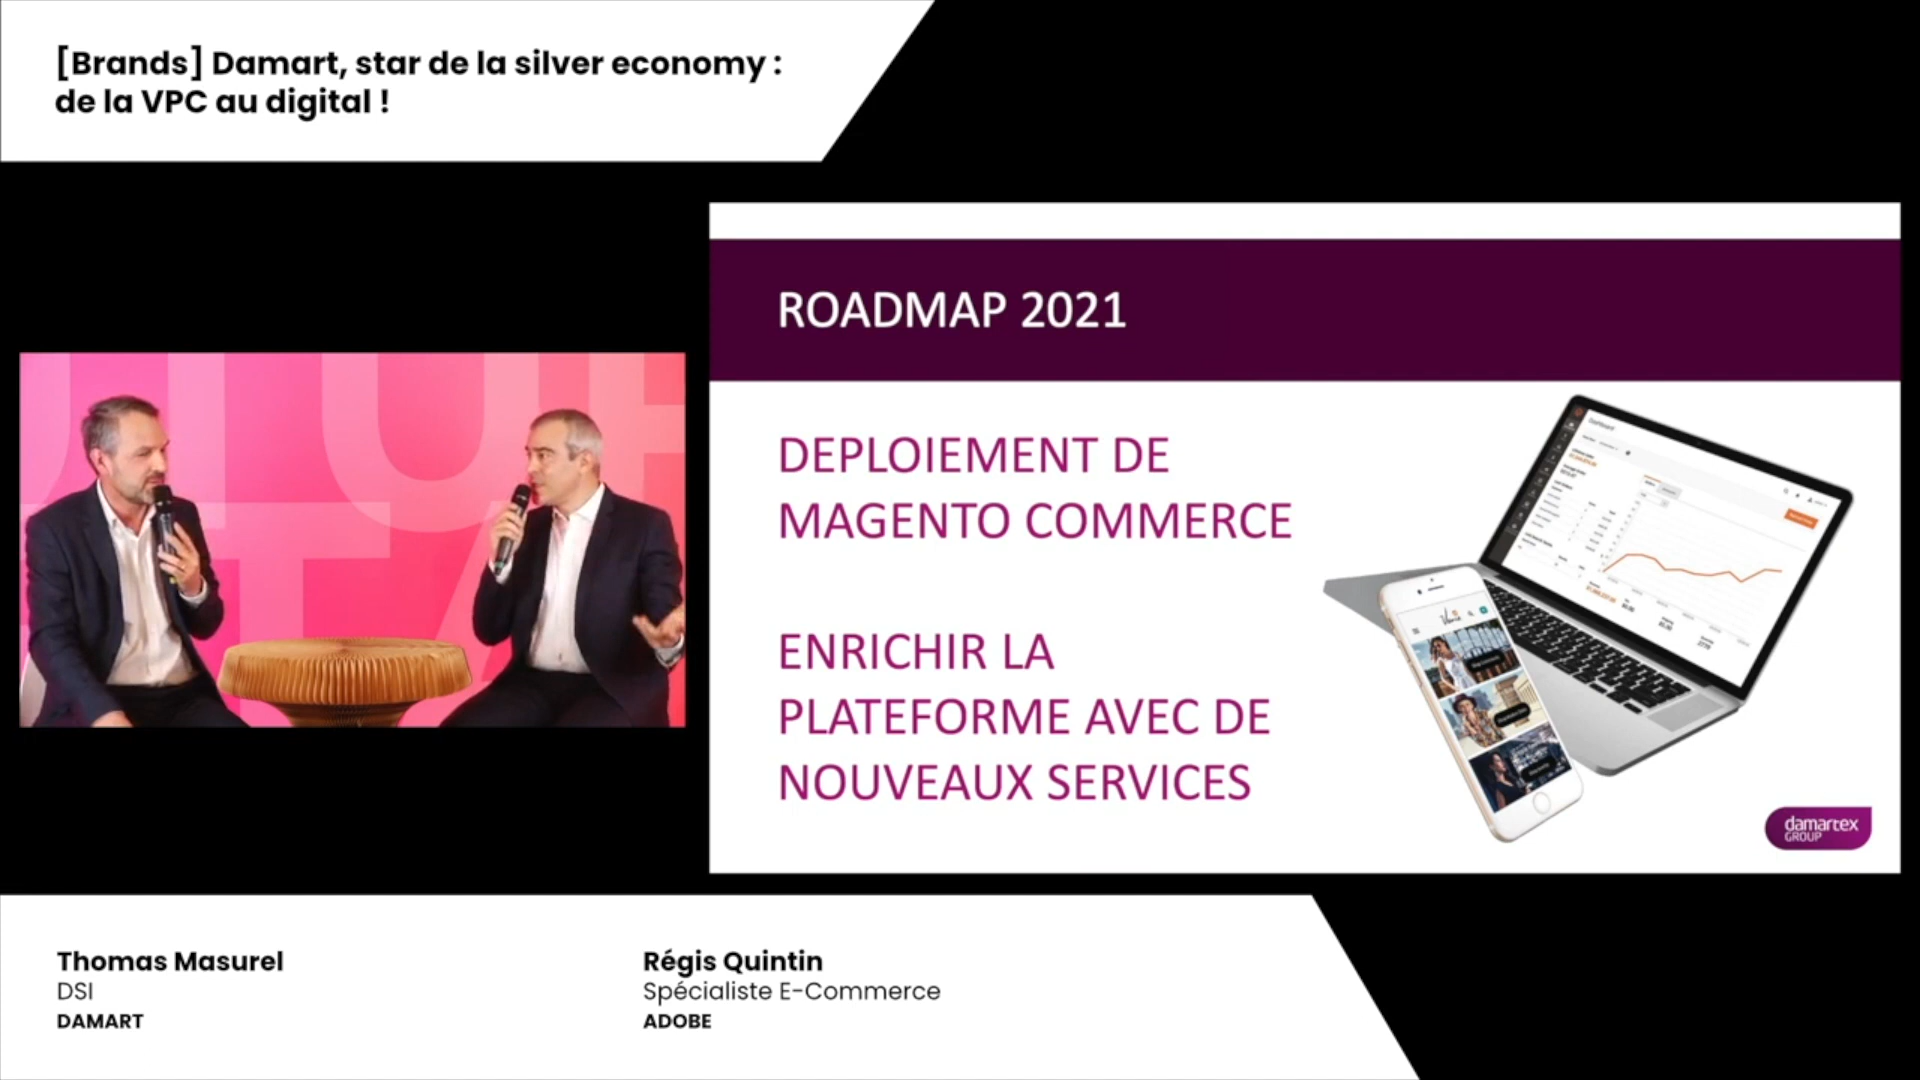 [Brands] Damart, star de la silver economy :
de la VPC au digital !
ROADMAP 2021
DEPLOIEMENT DE
MAGENTO COMMERCE
ENRICHIR LA
PLATEFORME AVEC DE
NOUVEAUX SERVICES
damartex
GROUP
Thomas Masurel
DSI
DAMART
Régis Quintin
Spécialiste E-Commerce
ADOBE